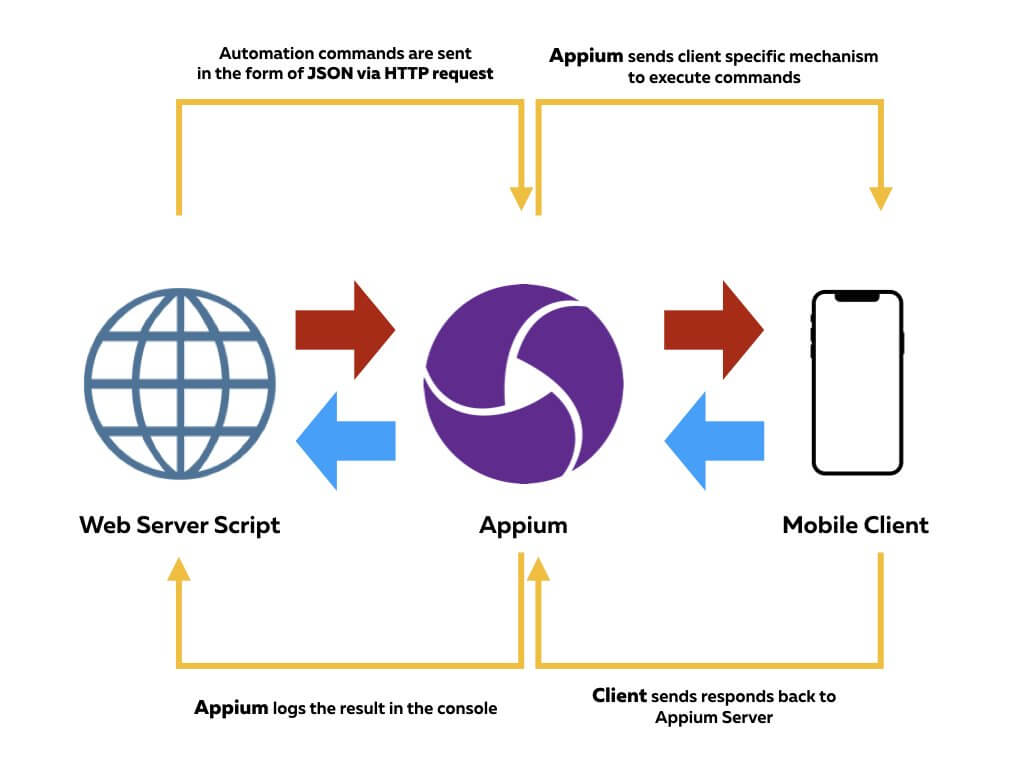 Automation commands are sent
in the form of JSON via HTTP request
Appium sends client specific mechanism
to execute commands
Web Server Script
Appium
Mobile Client
Appium logs the result in the console
Client sends responds back to
Appium Server